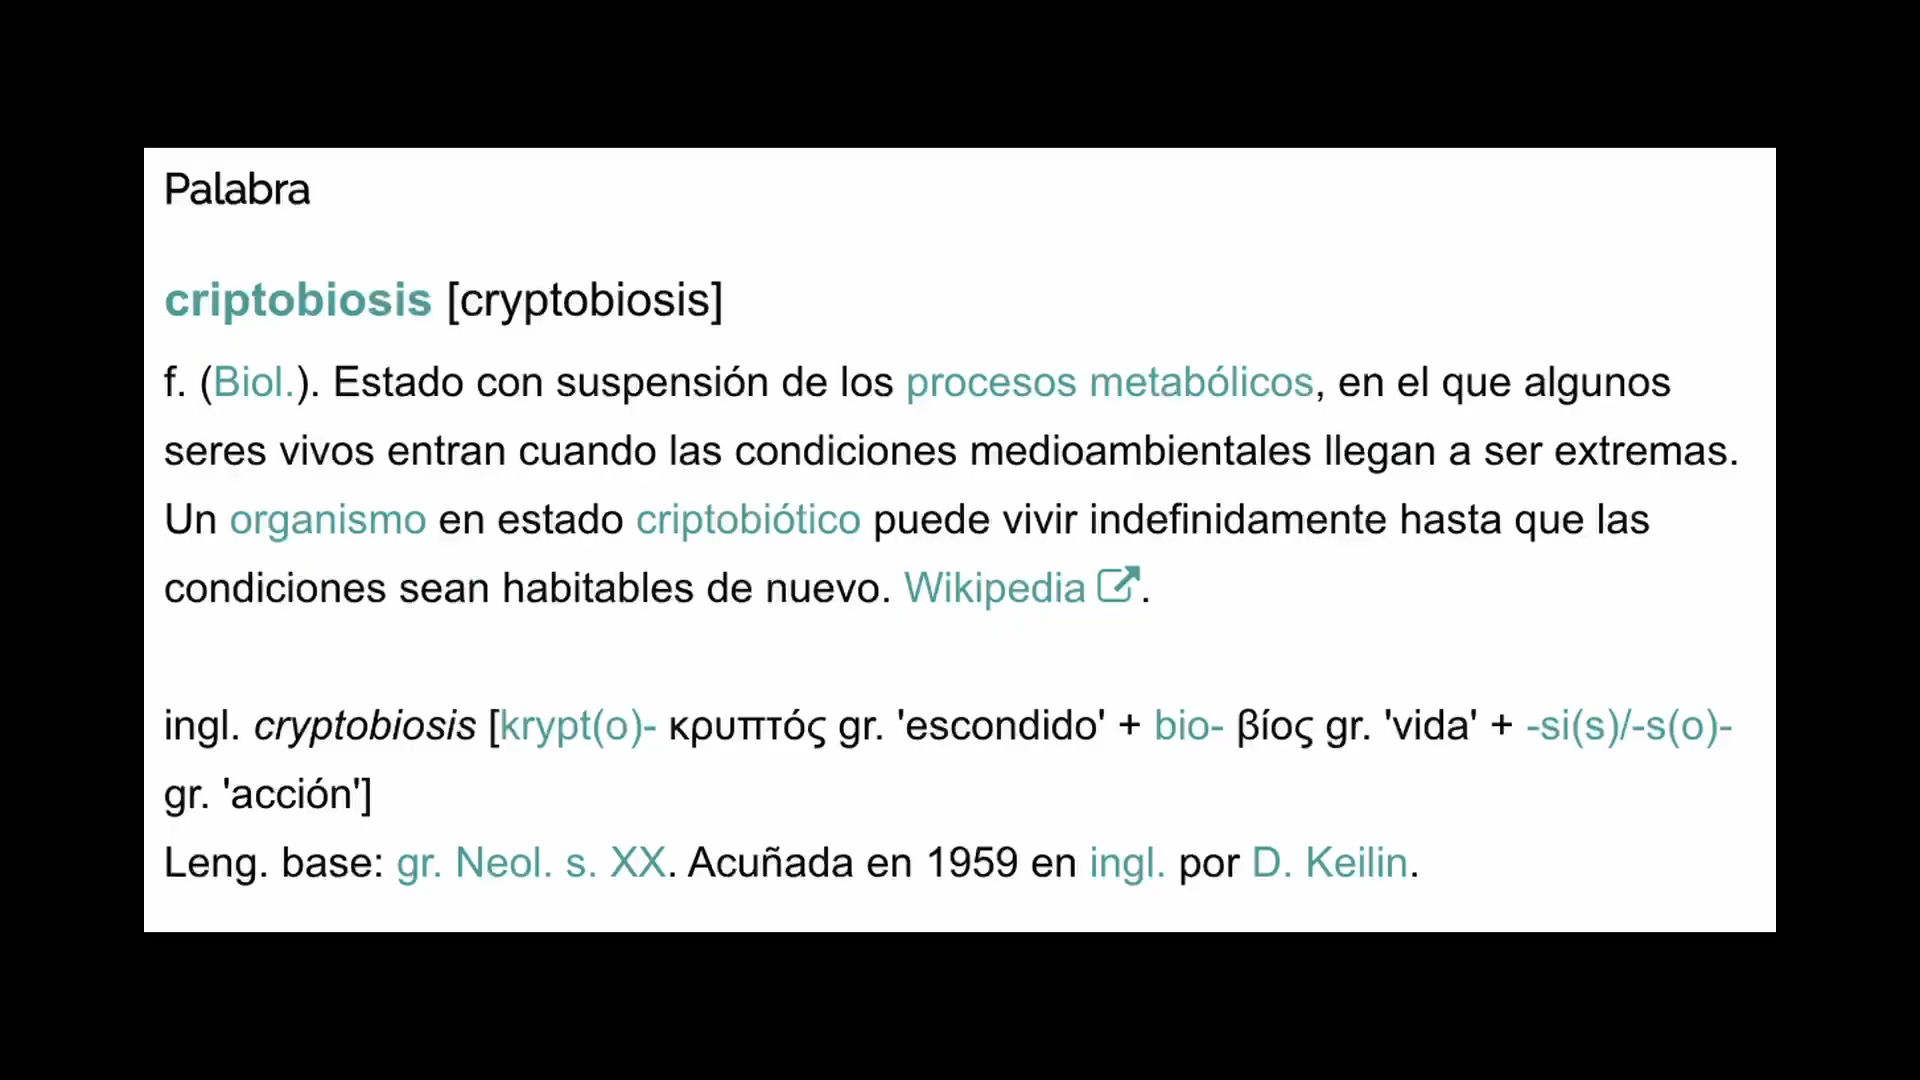 Palabra
criptobiosis [cryptobiosis]
f. (Biol.). Estado con suspensión de los procesos metabólicos, en el que algunos
seres vivos entran cuando las condiciones medioambientales llegan a ser extremas.
Un organismo en estado criptobiótico puede vivir indefinidamente hasta que las
condiciones sean habitables de nuevo. Wikipedia.
ingl. cryptobiosis [krypt(o)- κρυπτός gr. 'escondido' + bio- βίος gr. 'vida' + -si(s)/-s(o)-
gr. 'acción']
Leng. base: gr. Neol. s. XX. Acuñada en 1959 en ingl. por D. Keilin.